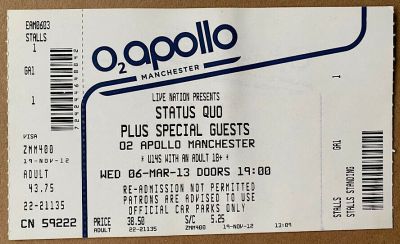 EAM0603
STALLS
1
GA1
1
VISA
ZMM400
19-NOV-12
ADULT
43.75
22-21135
CN 59222
O2 apollo
MANCHESTER
LIVE NATION PRESENTS
STATUS QUO
PLUS SPECIAL GUESTS
O2 APOLLO MANCHESTER
* U14S WITH AN ADULT 18+ *
WED 06-MAR-13 DOORS 19:00
RE-ADMISSION NOT PERMITTED
PATRONS ARE ADVISED TO USE
OFFICIAL CAR PARKS ONLY
PRICE 38.50 S/C 5.25
ADULT 22-21135 ZMM400 19-NOV-12 13:09
1
GA1
1
STALLS
STALLS STANDING